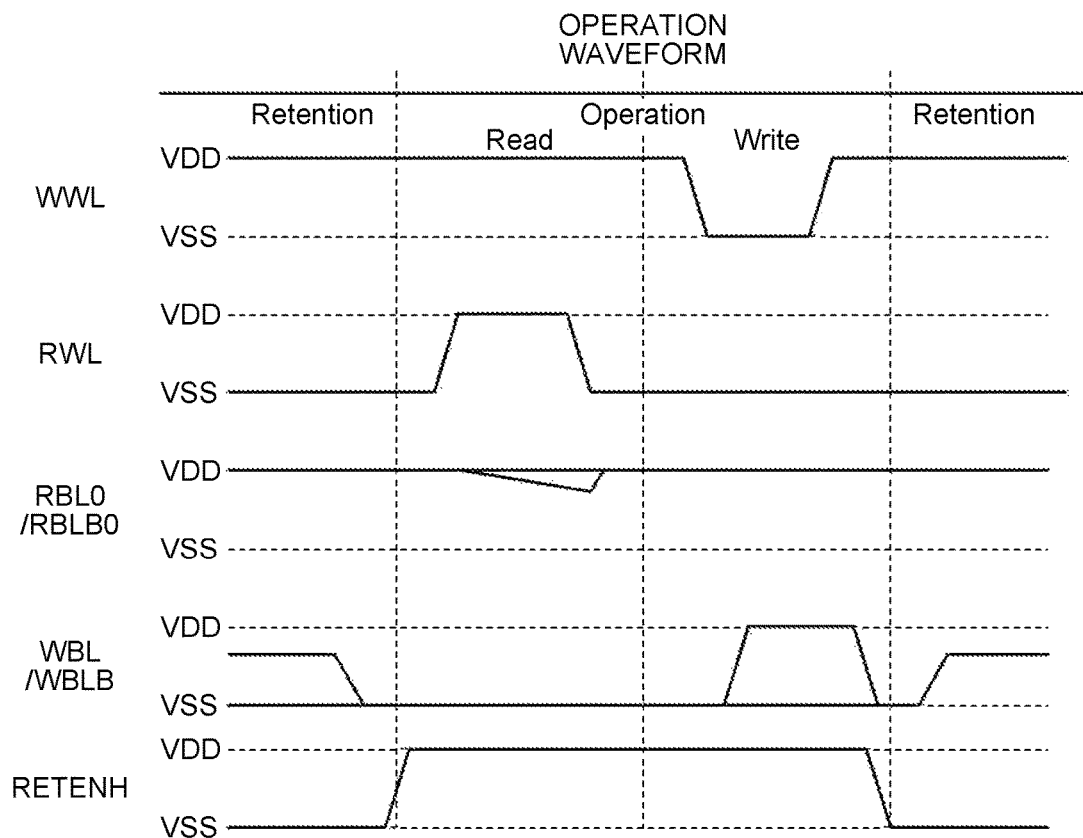 OPERATION
WAVEFORM
Retention Operation Retention
Read Write
VDD
WWL
VSS
VDD
RWL
VSS
VDD
RBL0
/RBLB0
VSS
VDD
WBL
/WBLB
VSS
VDD
RETENH
VSS